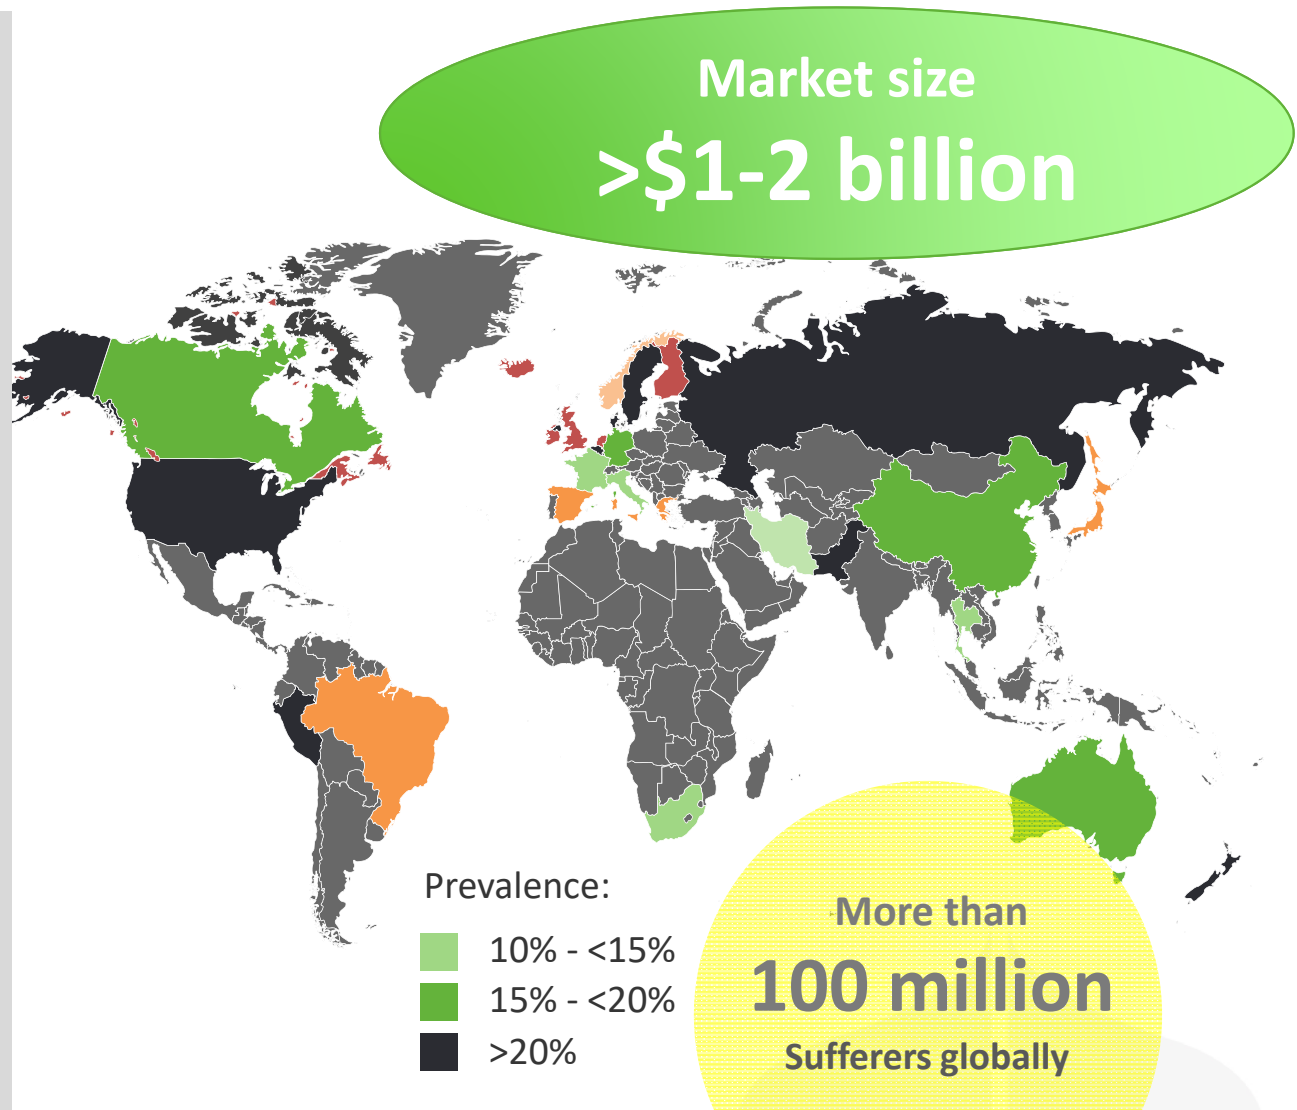 Market size
>$1-2 billion
Prevalence:
10% - <15%
15% - <20%
>20%
More than
100 million
Sufferers globally